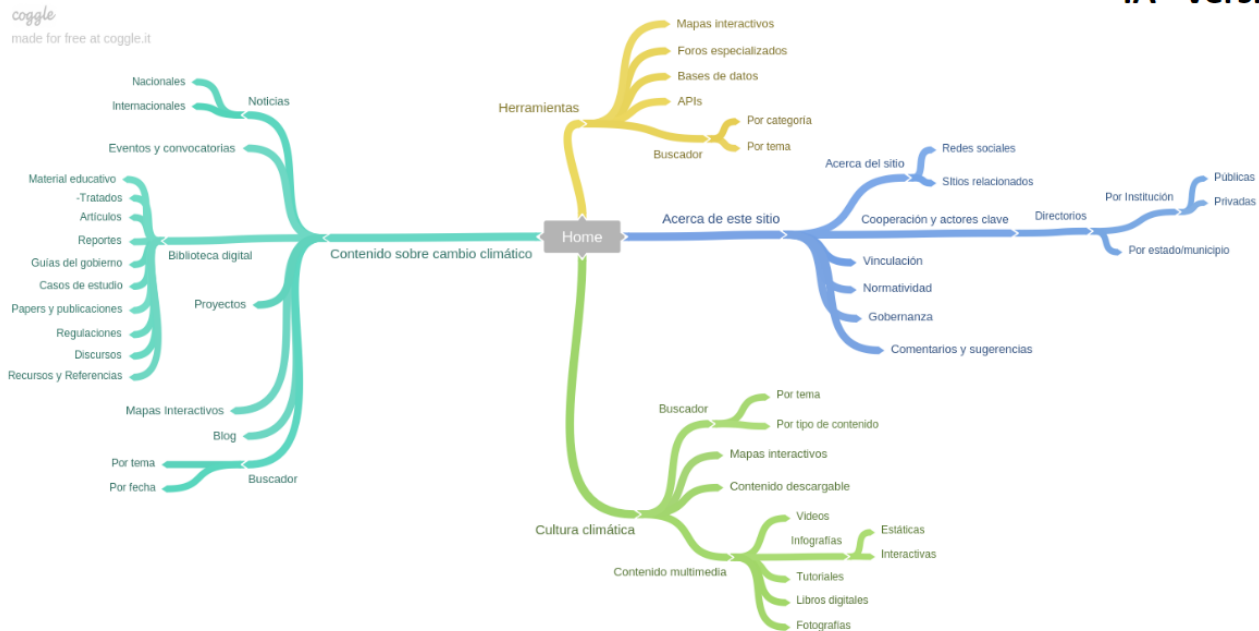 coggle
made for free at coggle.it
Home
Herramientas
Mapas interactivos
Foros especializados
Bases de datos
APIs
Buscador
Por categoría
Por tema
Acerca de este sitio
Acerca del sitio
Redes sociales
SItios relacionados
Cooperación y actores clave
Directorios
Por Institución
Públicas
Privadas
Por estado/municipio
Vinculación
Normatividad
Gobernanza
Comentarios y sugerencias
Cultura climática
Buscador
Por tema
Por tipo de contenido
Mapas interactivos
Contenido descargable
Contenido multimedia
Videos
Infografías
Estáticas
Interactivas
Tutoriales
Libros digitales
Fotografías
Contenido sobre cambio climático
Noticias
Nacionales
Internacionales
Eventos y convocatorias
Biblioteca digital
Material educativo
-Tratados
Artículos
Reportes
Guías del gobierno
Casos de estudio
Papers y publicaciones
Regulaciones
Discursos
Recursos y Referencias
Proyectos
Mapas Interactivos
Blog
Buscador
Por tema
Por fecha